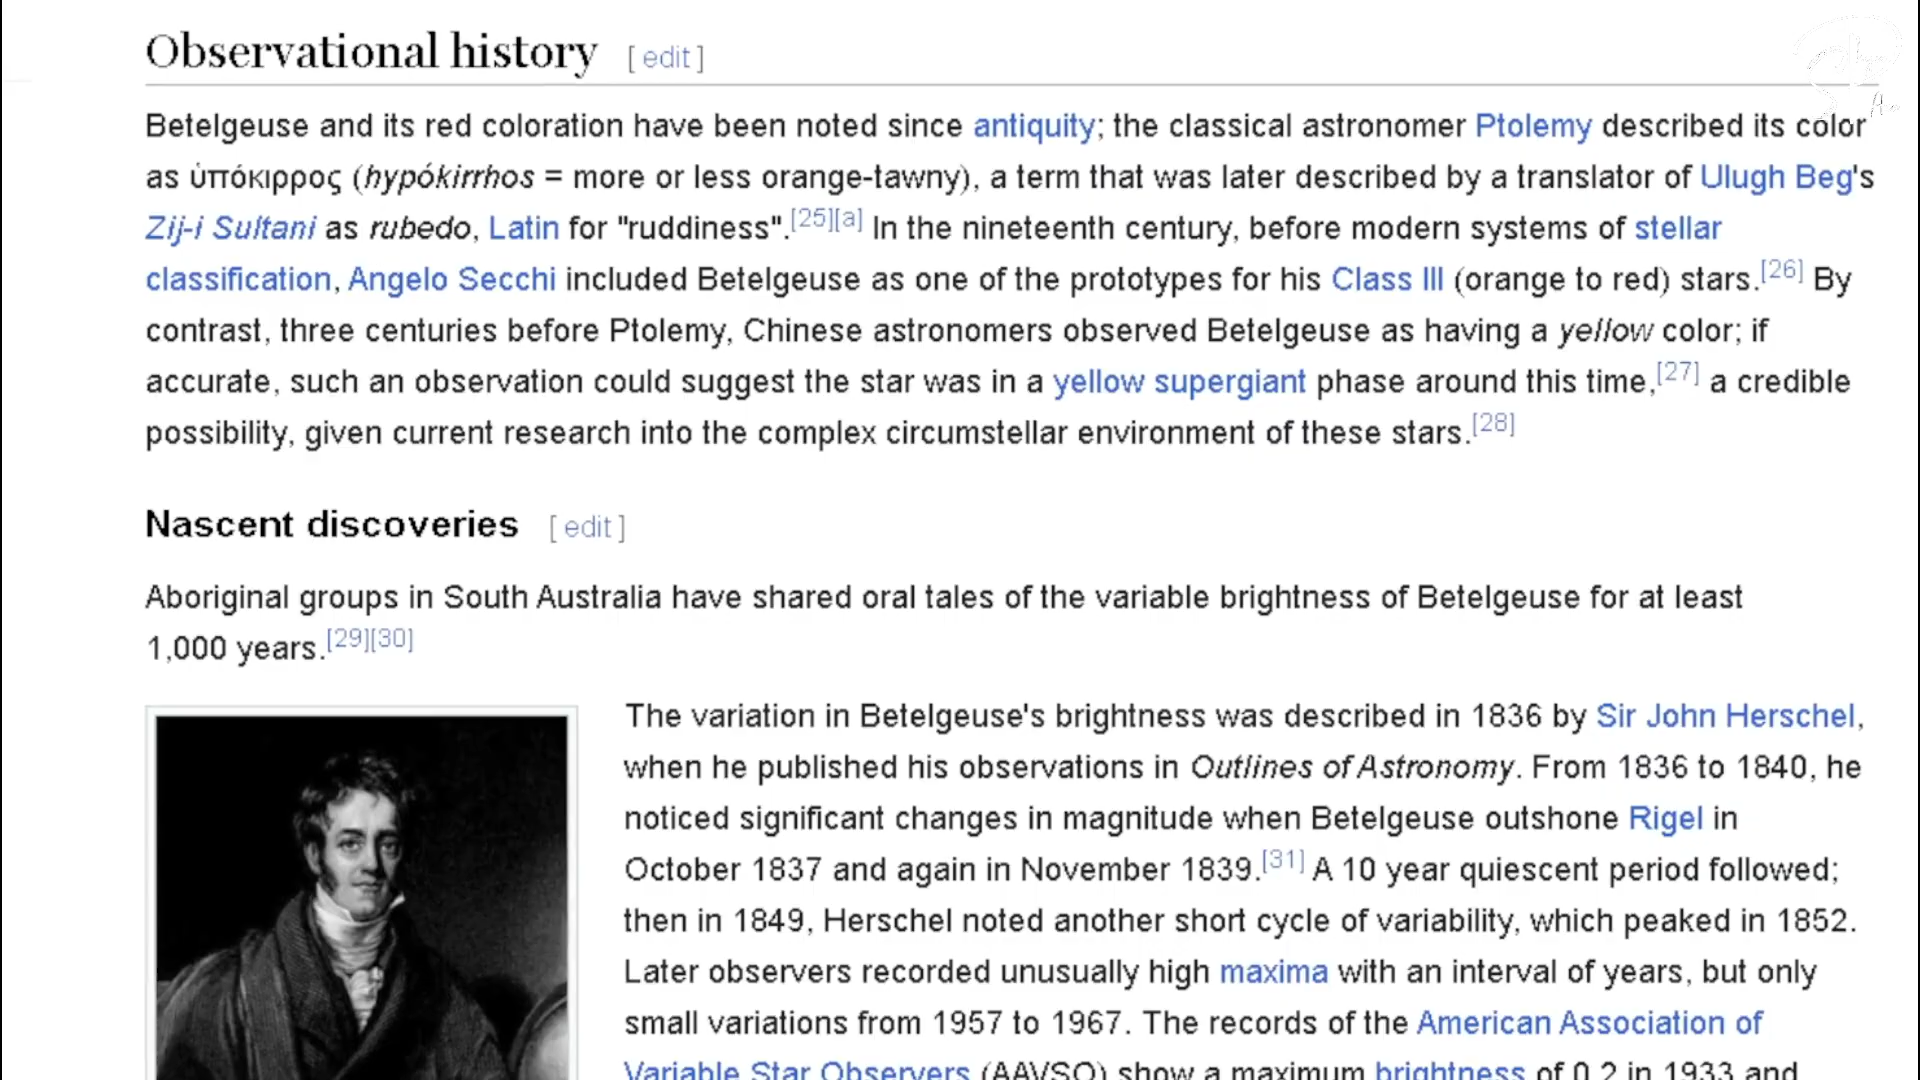 Observational history [ edit ]
Betelgeuse and its red coloration have been noted since antiquity; the classical astronomer Ptolemy described its color
as ὑπόκιρρος (hypókirrhos = more or less orange-tawny), a term that was later described by a translator of Ulugh Beg's
Zij-i Sultani as rubedo, Latin for "ruddiness".[25][a] In the nineteenth century, before modern systems of stellar
classification, Angelo Secchi included Betelgeuse as one of the prototypes for his Class III (orange to red) stars.[26] By
contrast, three centuries before Ptolemy, Chinese astronomers observed Betelgeuse as having a yellow color; if
accurate, such an observation could suggest the star was in a yellow supergiant phase around this time,[27] a credible
possibility, given current research into the complex circumstellar environment of these stars.[28]
Nascent discoveries [ edit ]
Aboriginal groups in South Australia have shared oral tales of the variable brightness of Betelgeuse for at least
1,000 years.[29][30]
The variation in Betelgeuse's brightness was described in 1836 by Sir John Herschel,
when he published his observations in Outlines of Astronomy. From 1836 to 1840, he
noticed significant changes in magnitude when Betelgeuse outshone Rigel in
October 1837 and again in November 1839.[31] A 10 year quiescent period followed;
then in 1849, Herschel noted another short cycle of variability, which peaked in 1852.
Later observers recorded unusually high maxima with an interval of years, but only
small variations from 1957 to 1967. The records of the American Association of
Variable Star Observers (AAVSO) show a maximum brightness of 0.2 in 1933 and